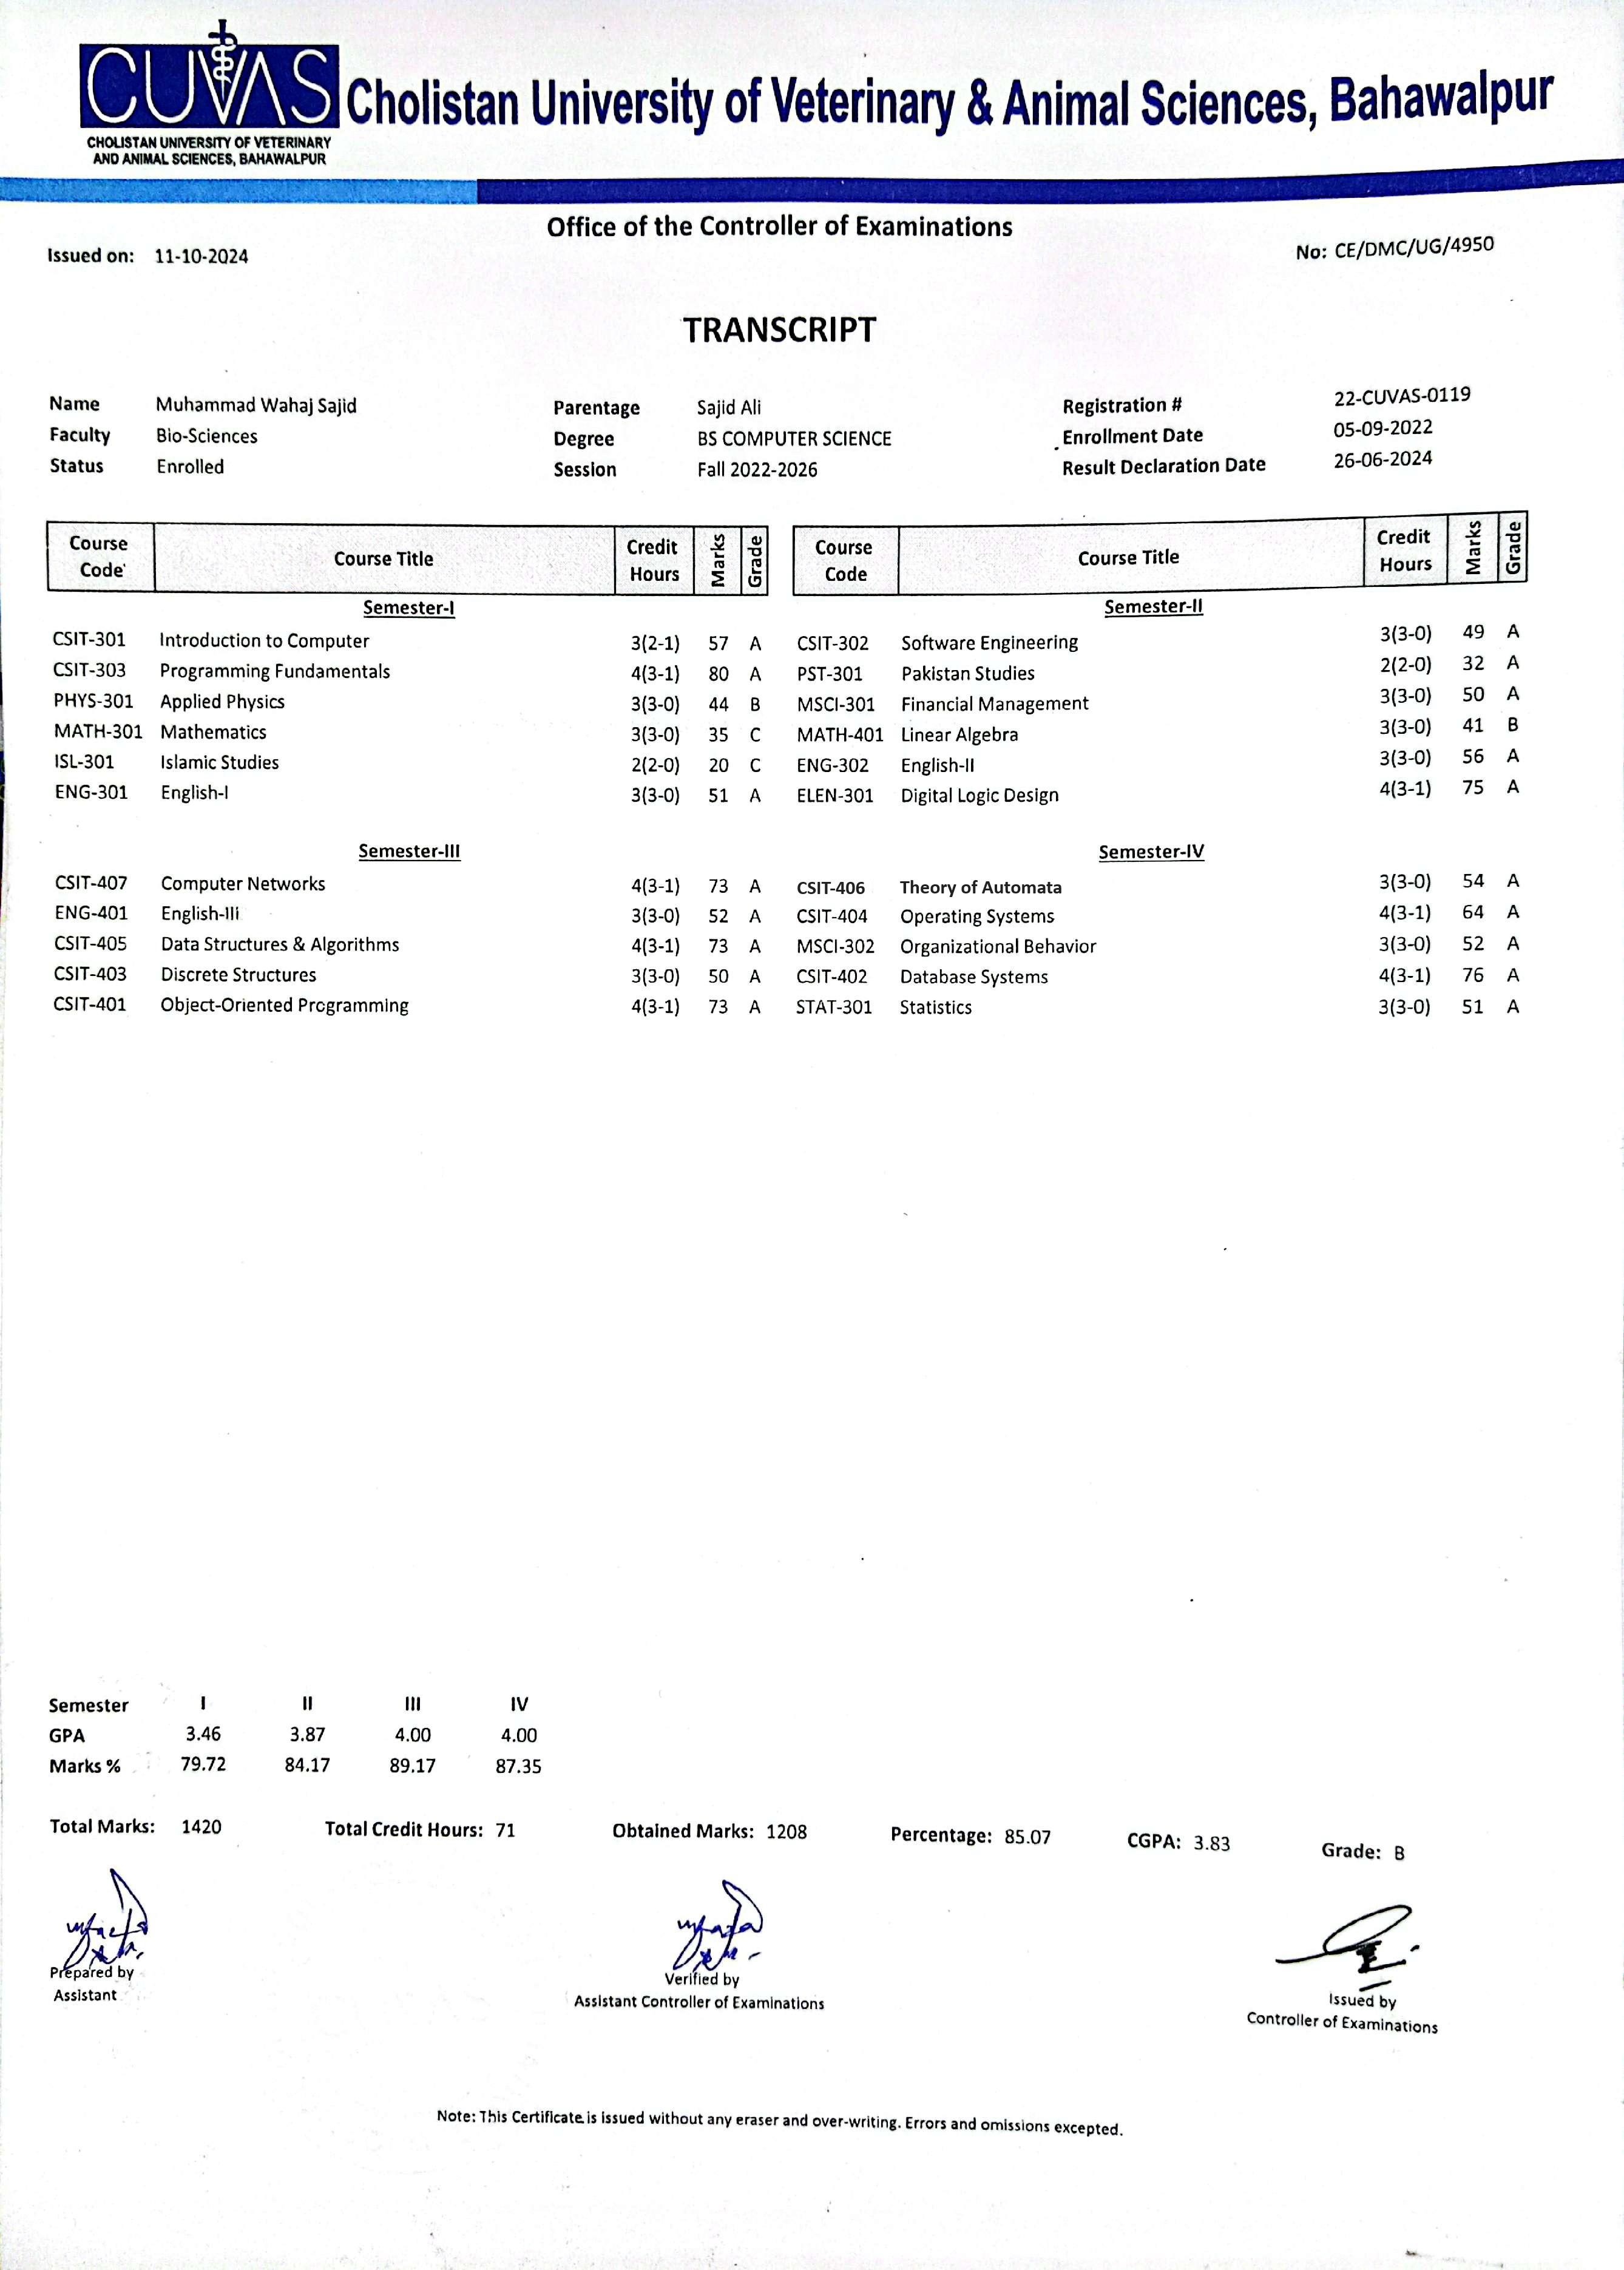 CUVAS
CHOLISTAN UNIVERSITY OF VETERINARY
AND ANIMAL SCIENCES, BAHAWALPUR
Cholistan University of Veterinary & Animal Sciences, Bahawalpur
Office of the Controller of Examinations
Issued on: 11-10-2024 No: CE/DMC/UG/4950
TRANSCRIPT
Name Muhammad Wahaj Sajid Parentage Sajid Ali Registration # 22-CUVAS-0119
Faculty Bio-Sciences Degree BS COMPUTER SCIENCE Enrollment Date 05-09-2022
Status Enrolled Session Fall 2022-2026 Result Declaration Date 26-06-2024
Course Code Course Title Credit Hours Marks Grade Course Code Course Title Credit Hours Marks Grade
Semester-I Semester-II
CSIT-301 Introduction to Computer 3(2-1) 57 A CSIT-302 Software Engineering 3(3-0) 49 A
CSIT-303 Programming Fundamentals 4(3-1) 80 A PST-301 Pakistan Studies 2(2-0) 32 A
PHYS-301 Applied Physics 3(3-0) 44 B MSCI-301 Financial Management 3(3-0) 50 A
MATH-301 Mathematics 3(3-0) 35 C MATH-401 Linear Algebra 3(3-0) 41 B
ISL-301 Islamic Studies 2(2-0) 20 C ENG-302 English-II 3(3-0) 56 A
ENG-301 English-I 3(3-0) 51 A ELEN-301 Digital Logic Design 4(3-1) 75 A
Semester-III Semester-IV
CSIT-407 Computer Networks 4(3-1) 73 A CSIT-406 Theory of Automata 3(3-0) 54 A
ENG-401 English-III 3(3-0) 52 A CSIT-404 Operating Systems 4(3-1) 64 A
CSIT-405 Data Structures & Algorithms 4(3-1) 73 A MSCI-302 Organizational Behavior 3(3-0) 52 A
CSIT-403 Discrete Structures 3(3-0) 50 A CSIT-402 Database Systems 4(3-1) 76 A
CSIT-401 Object-Oriented Programming 4(3-1) 73 A STAT-301 Statistics 3(3-0) 51 A
Semester I II III IV
GPA 3.46 3.87 4.00 4.00
Marks % 79.72 84.17 89.17 87.35
Total Marks: 1420 Total Credit Hours: 71 Obtained Marks: 1208 Percentage: 85.07 CGPA: 3.83 Grade: B
Prepared by Verified by Issued by
Assistant Assistant Controller of Examinations Controller of Examinations
Note: This Certificate is issued without any eraser and over-writing. Errors and omissions excepted.